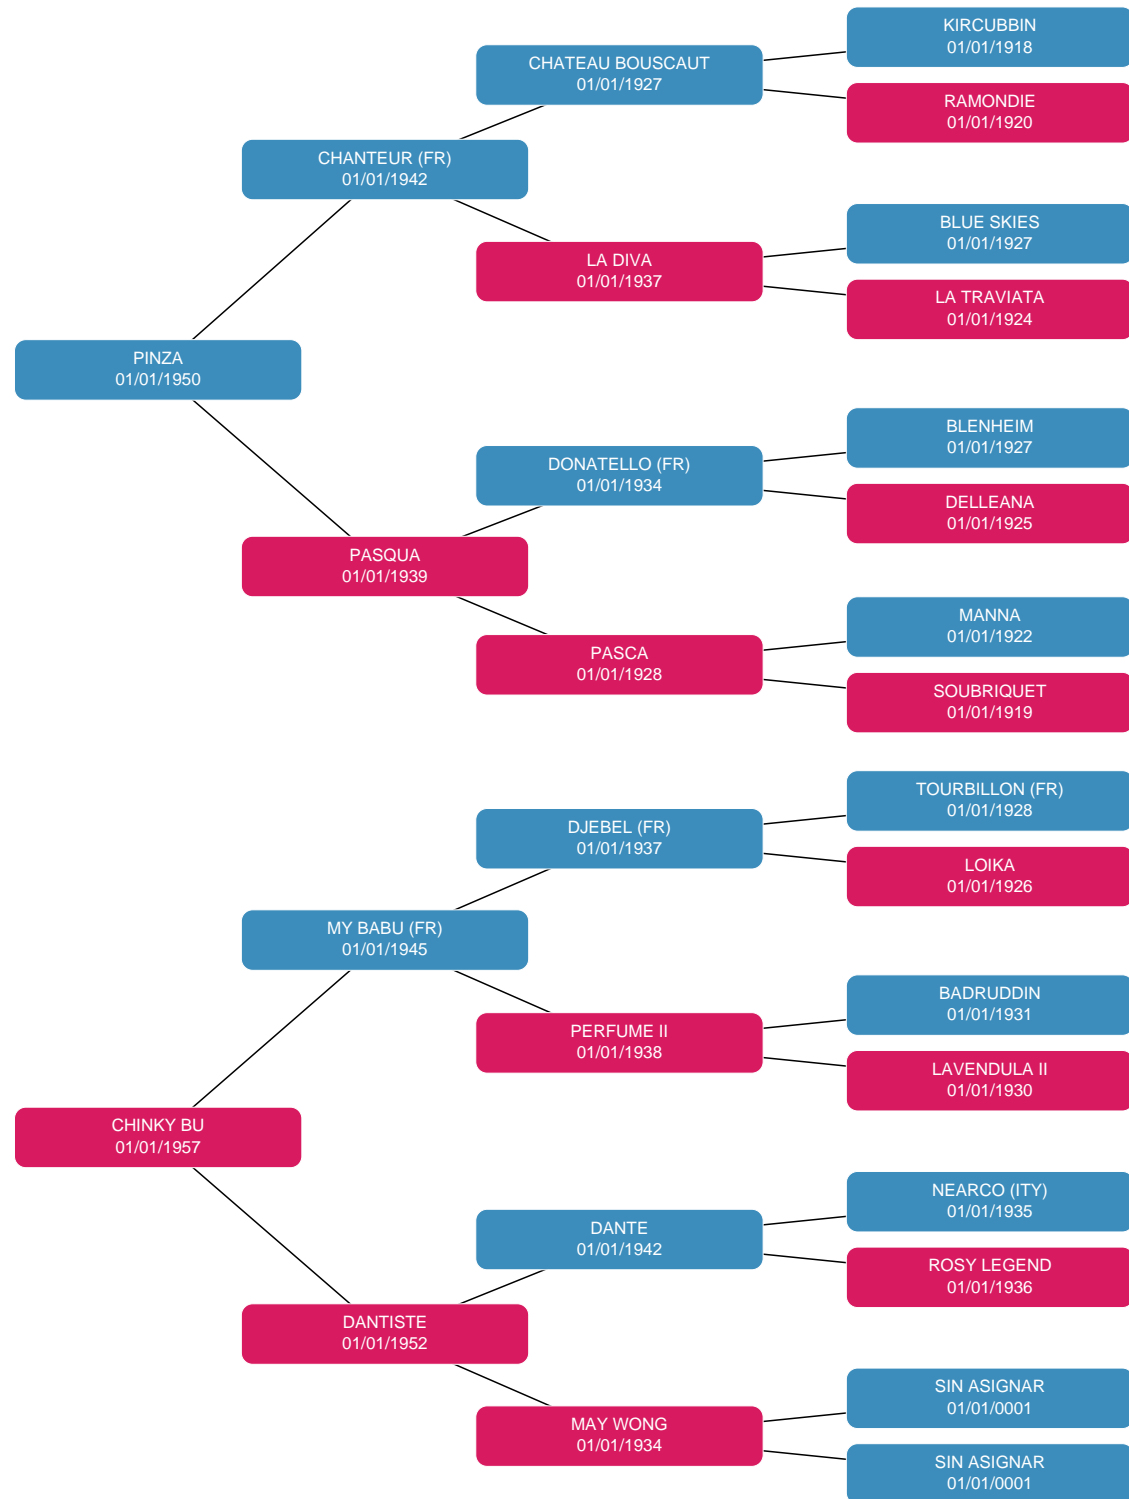 KIRCUBBIN
01/01/1918
CHATEAU BOUSCAUT
01/01/1927
RAMONDIE
01/01/1920
CHANTEUR (FR)
01/01/1942
BLUE SKIES
01/01/1927
LA DIVA
01/01/1937
LA TRAVIATA
01/01/1924
PINZA
01/01/1950
BLENHEIM
01/01/1927
DONATELLO (FR)
01/01/1934
DELLEANA
01/01/1925
PASQUA
01/01/1939
MANNA
01/01/1922
PASCA
01/01/1928
SOUBRIQUET
01/01/1919
TOURBILLON (FR)
01/01/1928
DJEBEL (FR)
01/01/1937
LOIKA
01/01/1926
MY BABU (FR)
01/01/1945
BADRUDDIN
01/01/1931
PERFUME II
01/01/1938
LAVENDULA II
01/01/1930
CHINKY BU
01/01/1957
NEARCO (ITY)
01/01/1935
DANTE
01/01/1942
ROSY LEGEND
01/01/1936
DANTISTE
01/01/1952
SIN ASIGNAR
01/01/0001
MAY WONG
01/01/1934
SIN ASIGNAR
01/01/0001